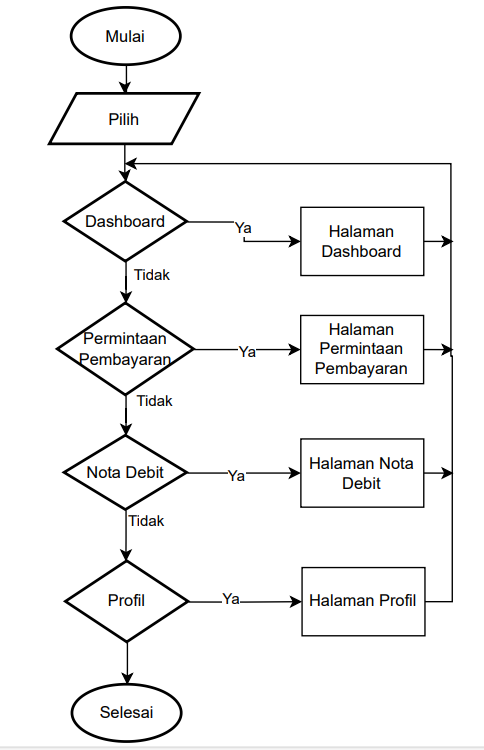 Mulai
Pilih
Dashboard
Ya
Halaman
Dashboard
Tidak
Permintaan
Pembayaran
Ya
Halaman
Permintaan
Pembayaran
Tidak
Nota Debit
Ya
Halaman Nota
Debit
Tidak
Profil
Ya
Halaman Profil
Selesai